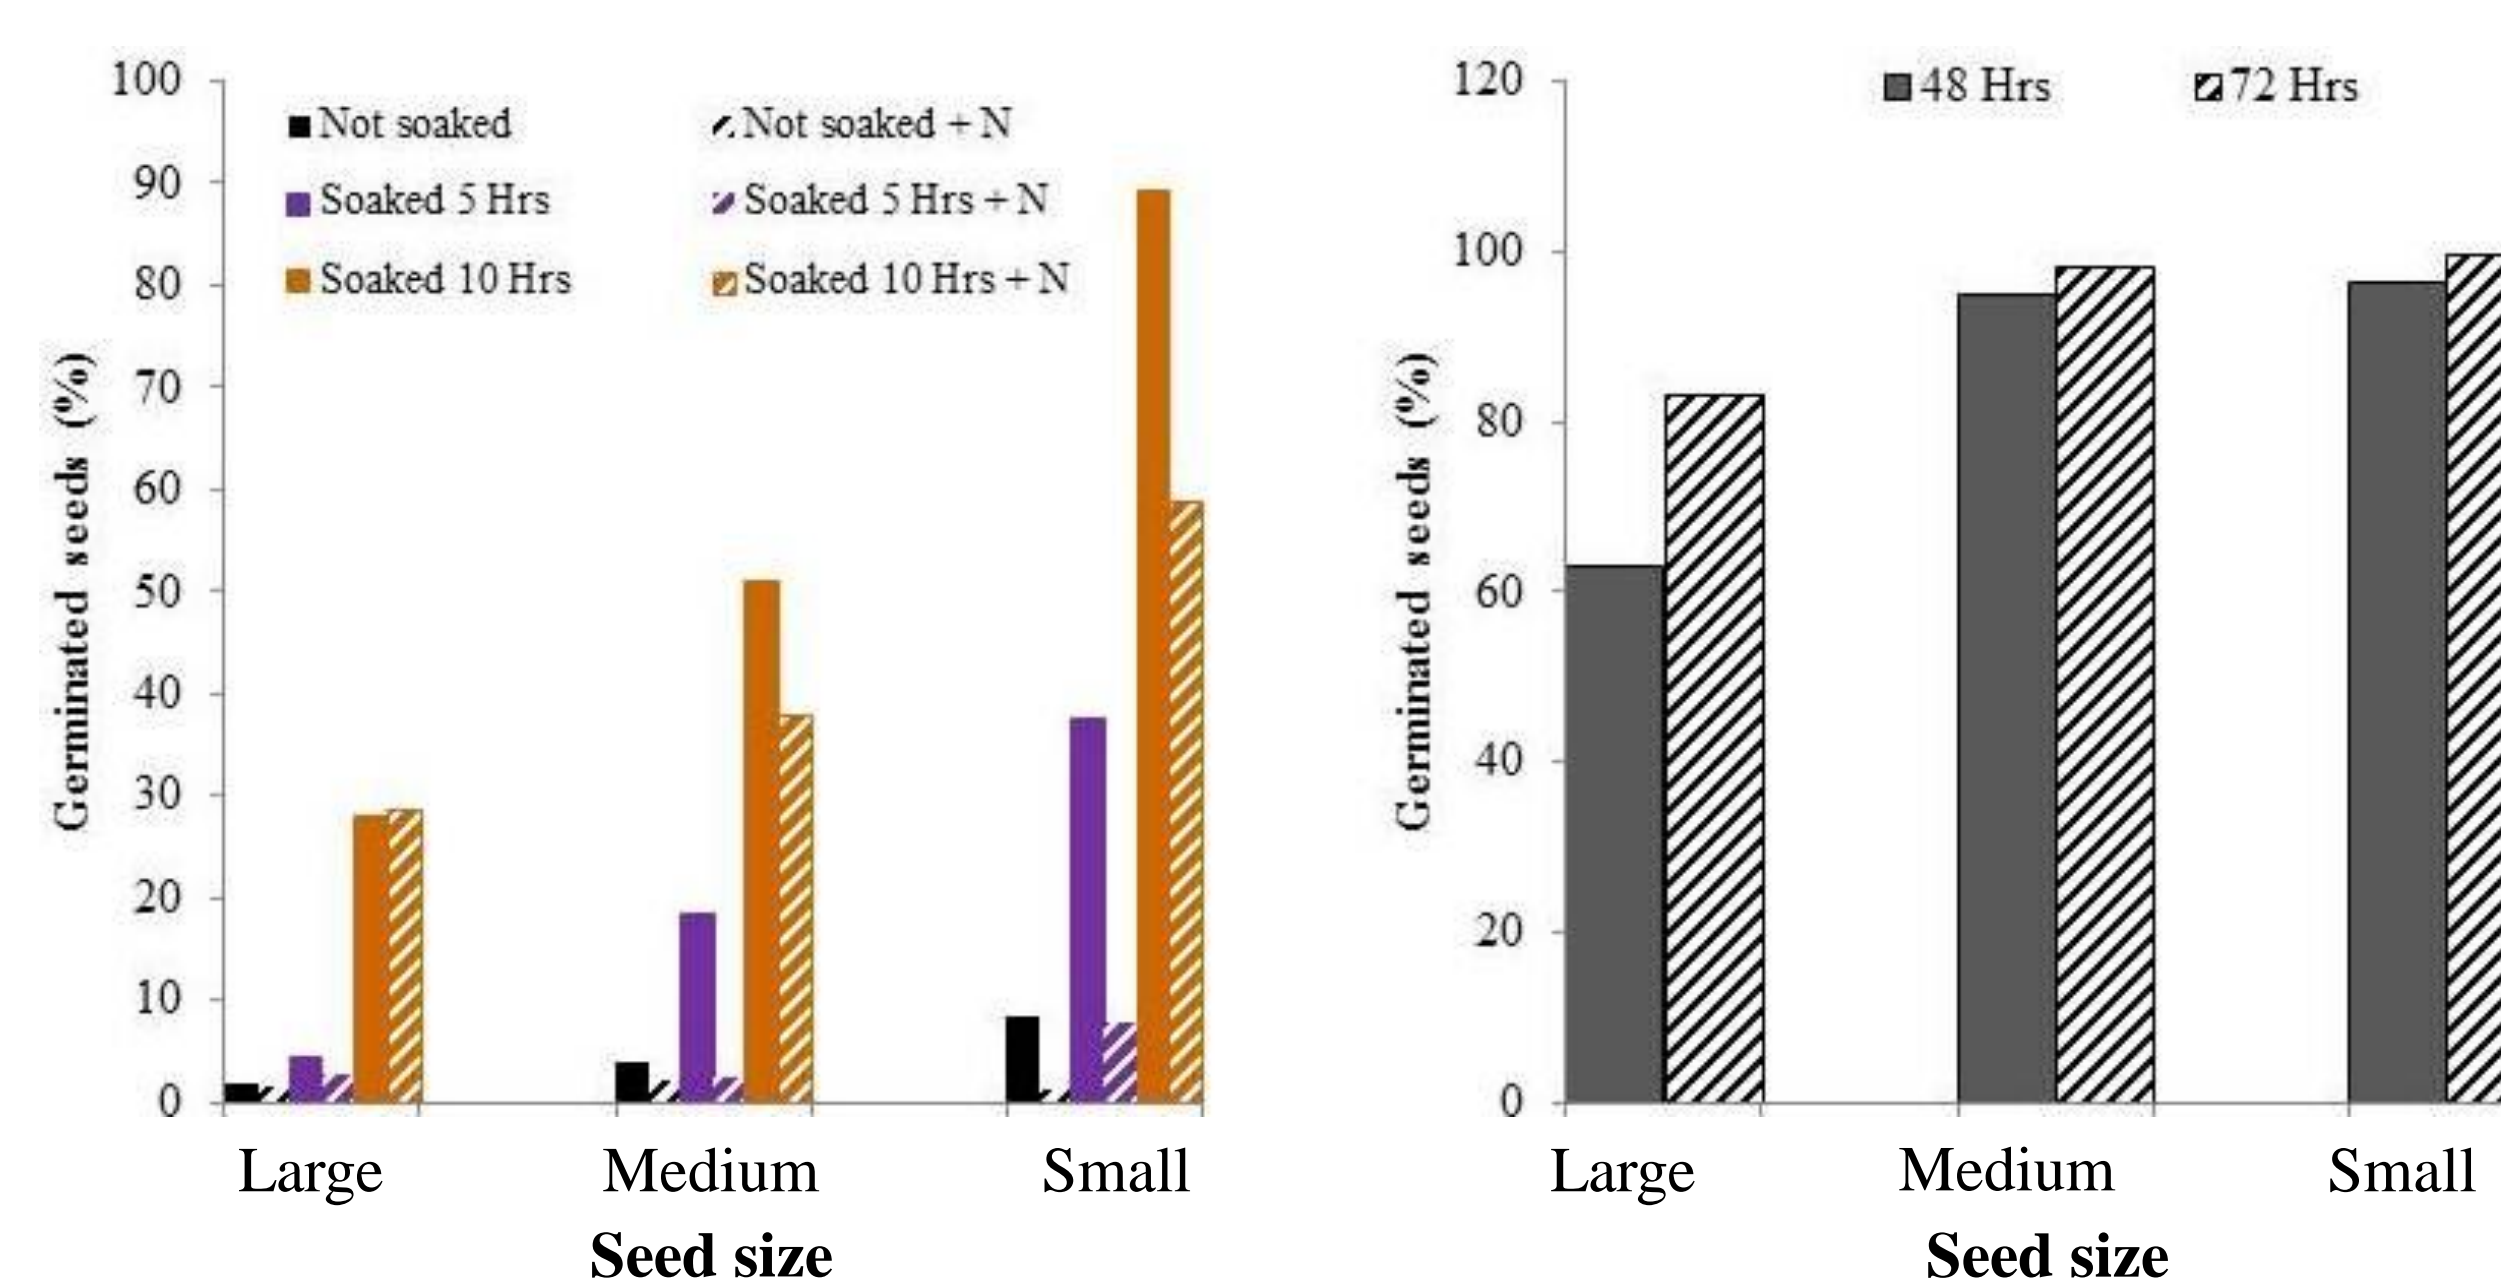 100
90
80
70
60
50
40
30
20
10
0
Germinated seeds (%)
Not soaked
Not soaked + N
Soaked 5 Hrs
Soaked 5 Hrs + N
Soaked 10 Hrs
Soaked 10 Hrs + N
Large
Medium
Small
Seed size
120
100
80
60
40
20
0
Germinated seeds (%)
48 Hrs
72 Hrs
Large
Medium
Small
Seed size